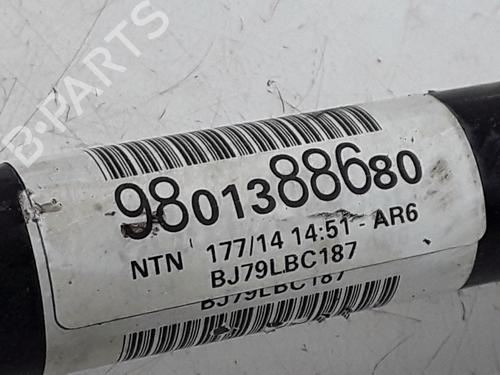 B-PARTS
9801388680
NTN 177/14 14:51 - AR6
BJ79LBC187
BJ79LBC187